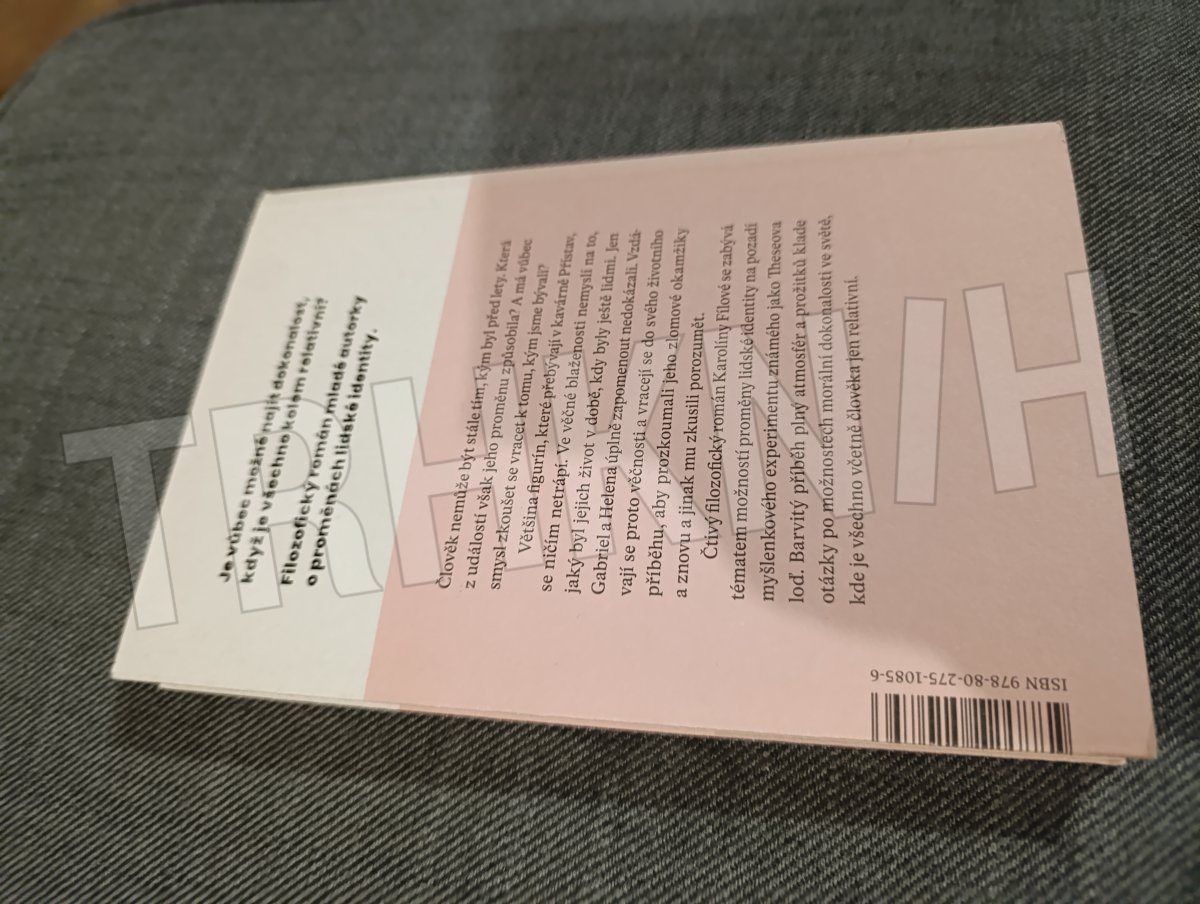 Je vůbec možné najít dokonalost,
když je všechno kolem relativní?
Filozofický román mladé autorky
o proměnách lidské identity.
Člověk nemůže být stále tím, kým byl před lety. Která
z událostí však jeho proměnu způsobila? A má vůbec
smysl zkoušet se vracet k tomu, kým jsme bývali?
Většina figurín, které přebývají v kavárně Přístav,
se ničím netrápí. Ve věčné blaženosti nemyslí na to,
jaký byl jejich život v době, kdy byly ještě lidmi. Jen
Gabriel a Helena úplně zapomenout nedokázali. Vzdá-
vají se proto věčnosti a vracejí se do svého životního
příběhu, aby prozkoumali jeho zlomové okamžiky
a znovu a jinak mu zkusili porozumět.
Čtivý filozofický román Karolíny Fílové se zabývá
tématem možností proměny lidské identity na pozadí
myšlenkového experimentu známého jako Theseova
loď. Barvitý příběh plný atmosfér a prožitků klade
otázky po možnostech morální dokonalosti ve světě,
kde je všechno včetně člověka jen relativní.
ISBN 978-80-275-1085-6